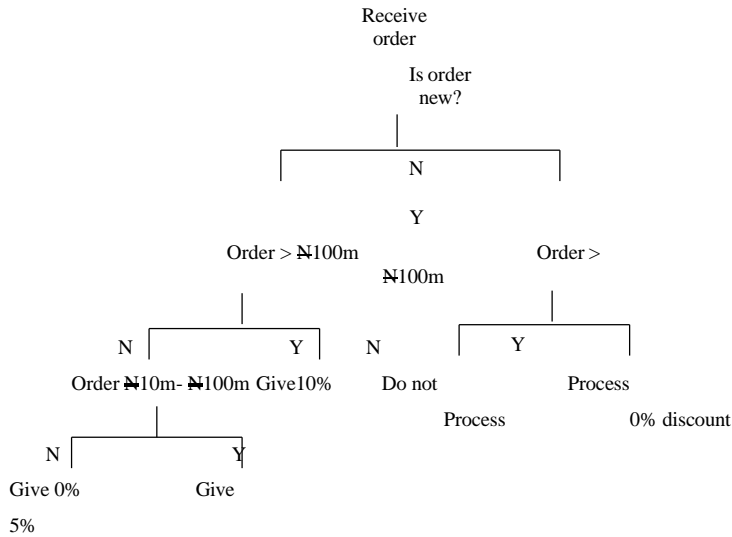 Receive
order
Is order
new?
N
Y
Order > ₦100m
Order >
₦100m
N
Y
N
Y
Order ₦10m- ₦100m Give10%
Do not
Process
Process
0% discount
N
Y
Give 0%
Give
5%